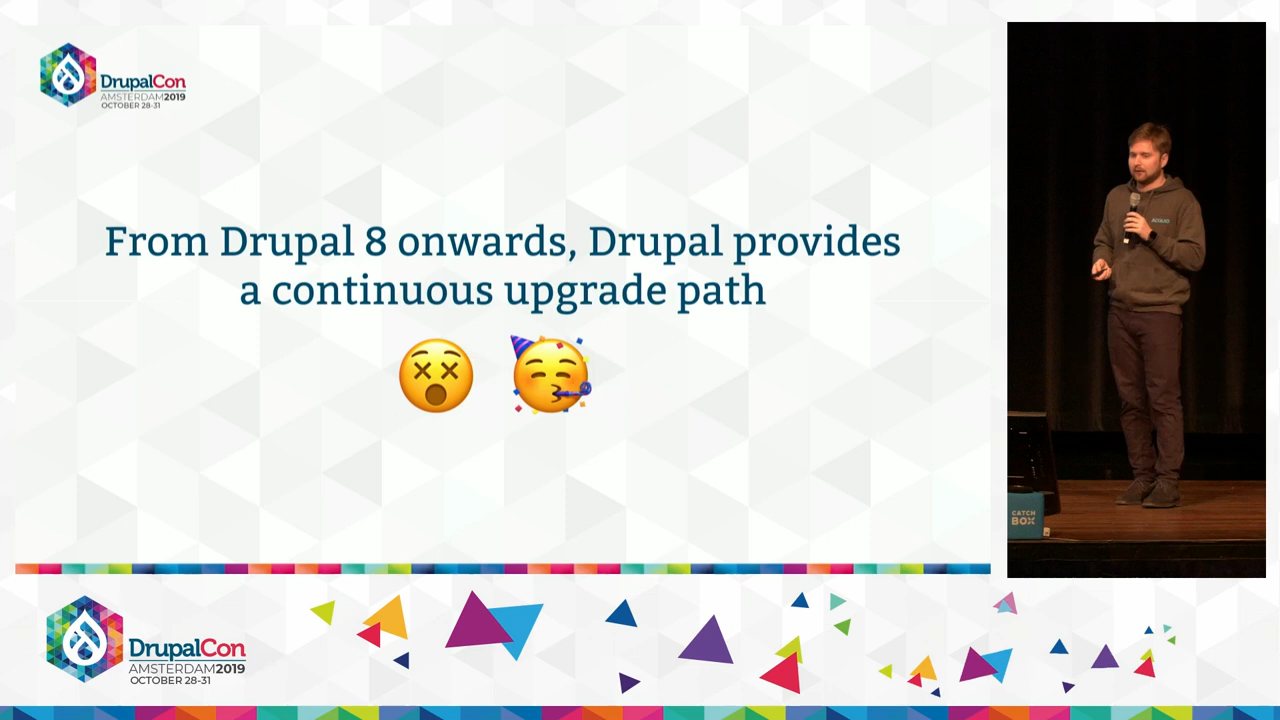 DrupalCon
AMSTERDAM2019
OCTOBER 28-31
From Drupal 8 onwards, Drupal provides
a continuous upgrade path
ACQUIA
CATCH
BOX
DrupalCon
AMSTERDAM2019
OCTOBER 28-31